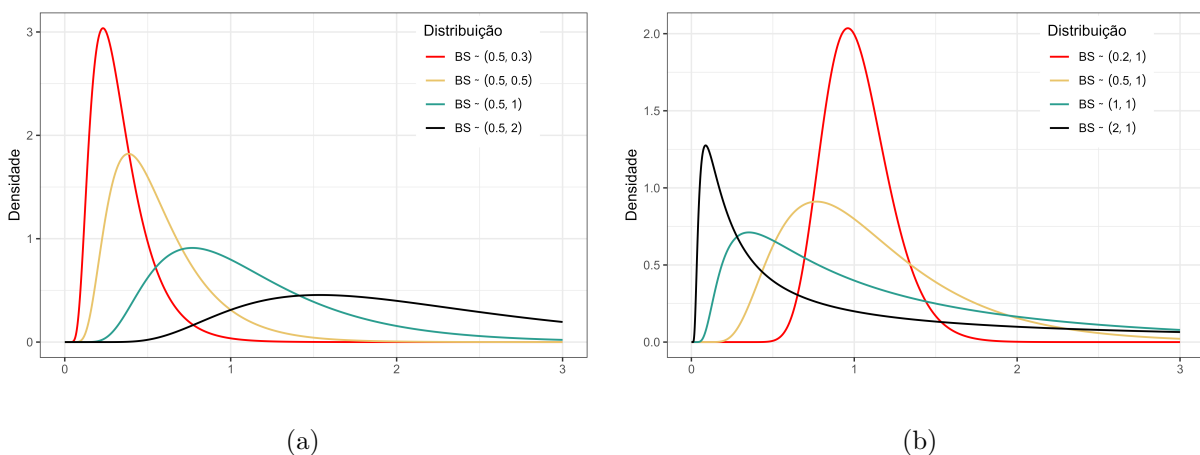 Distribuição
BS ~ (0.5, 0.3)
BS ~ (0.5, 0.5)
BS ~ (0.5, 1)
BS ~ (0.5, 2)
Densidade
3
2
1
0
0 1 2 3
(a)
Distribuição
BS ~ (0.2, 1)
BS ~ (0.5, 1)
BS ~ (1, 1)
BS ~ (2, 1)
Densidade
2.0
1.5
1.0
0.5
0.0
0 1 2 3
(b)